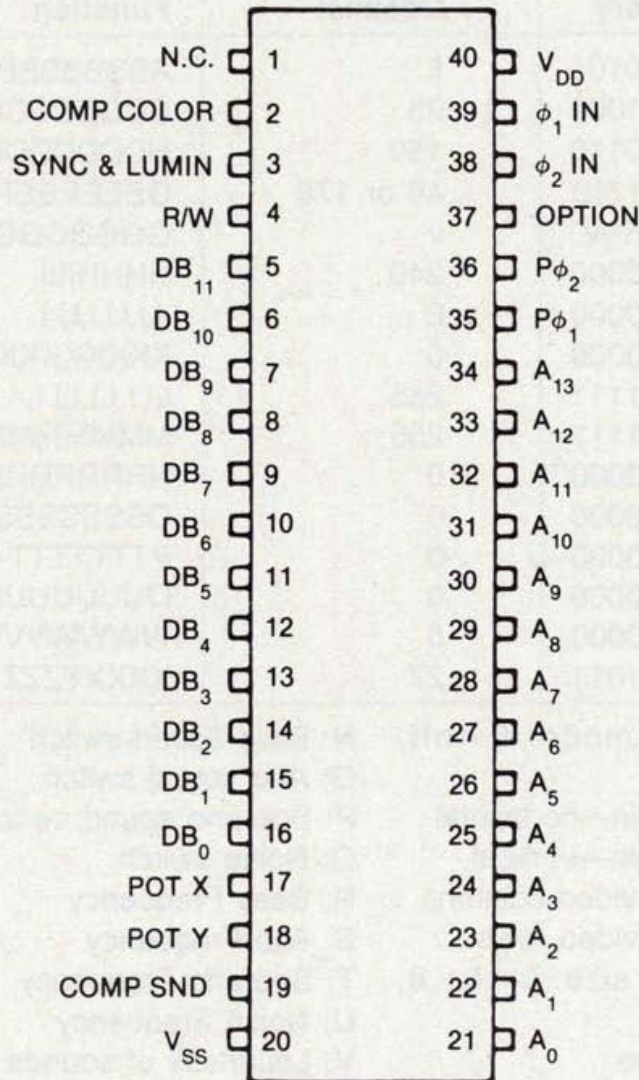 N.C. 1 40 V_DD
COMP COLOR 2 39 ϕ₁ IN
SYNC & LUMIN 3 38 ϕ₂ IN
R/W 4 37 OPTION
DB₁₁ 5 36 Pϕ₂
DB₁₀ 6 35 Pϕ₁
DB₉ 7 34 A₁₃
DB₈ 8 33 A₁₂
DB₇ 9 32 A₁₁
DB₆ 10 31 A₁₀
DB₅ 11 30 A₉
DB₄ 12 29 A₈
DB₃ 13 28 A₇
DB₂ 14 27 A₆
DB₁ 15 26 A₅
DB₀ 16 25 A₄
POT X 17 24 A₃
POT Y 18 23 A₂
COMP SND 19 22 A₁
V_SS 20 21 A₀